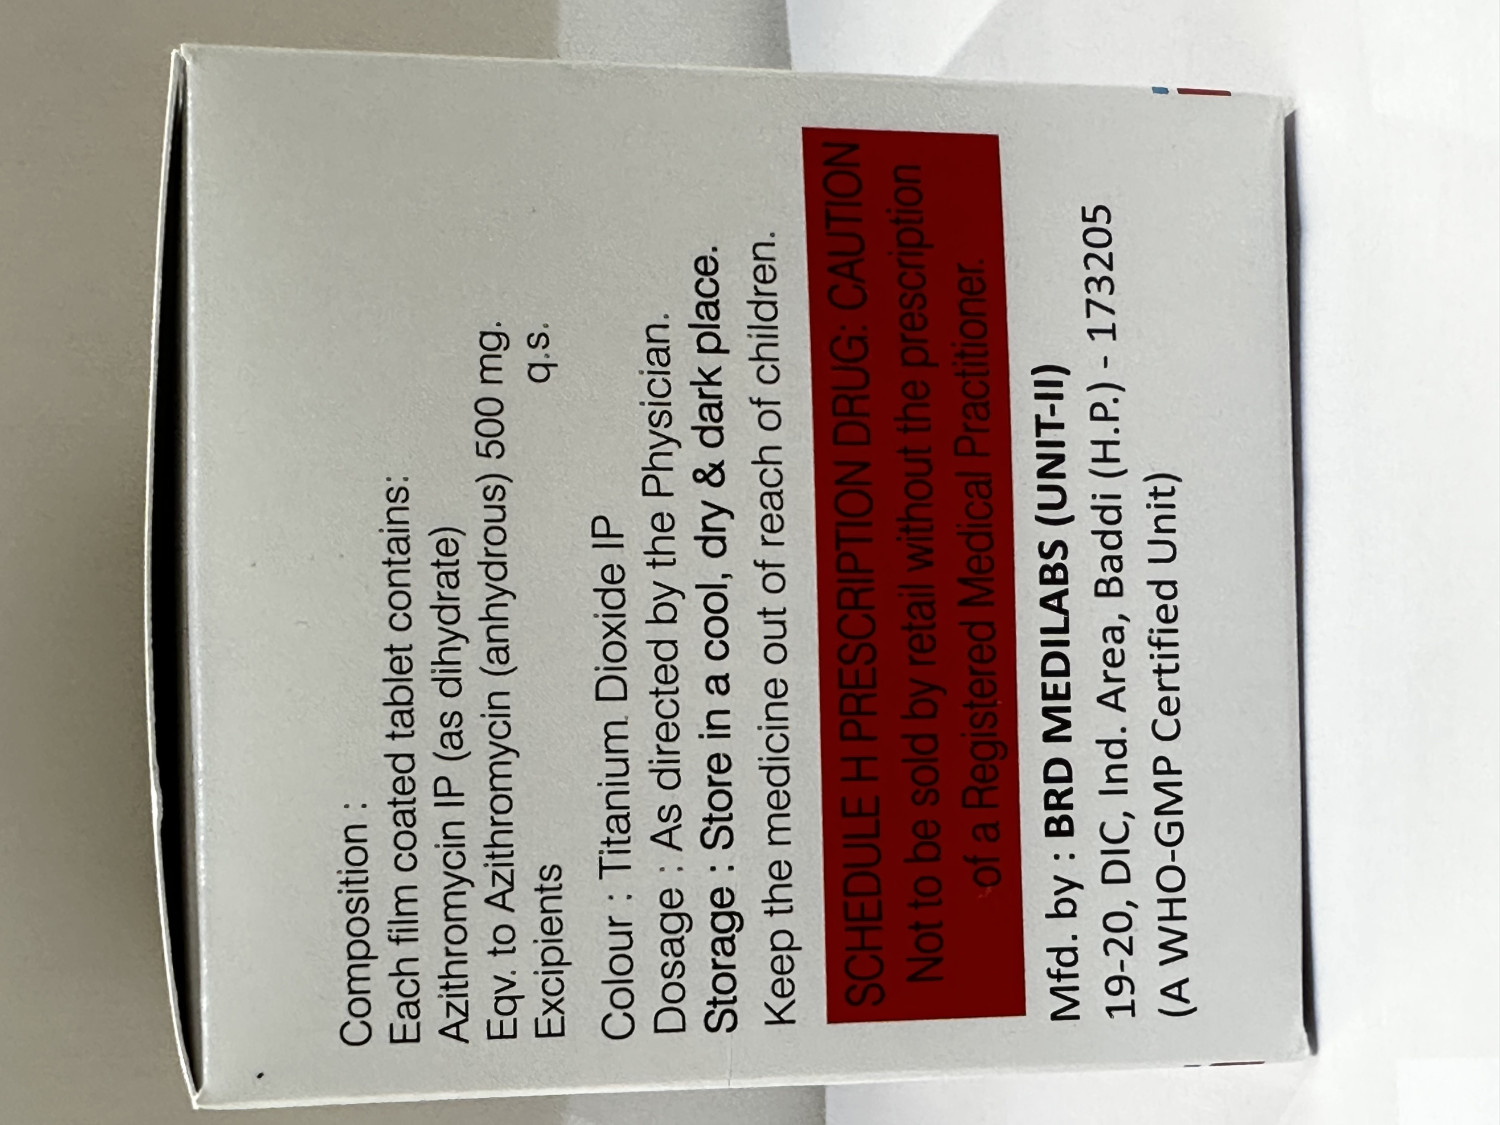 Composition :
Each film coated tablet contains:
Azithromycin IP (as dihydrate)
Eqv. to Azithromycin (anhydrous) 500 mg.
Excipients q.s.
Colour : Titanium Dioxide IP
Dosage : As directed by the Physician.
Storage : Store in a cool, dry & dark place.
Keep the medicine out of reach of children.
SCHEDULE H PRESCRIPTION DRUG: CAUTION
Not to be sold by retail without the prescription
of a Registered Medical Practitioner.
Mfd. by : BRD MEDILABS (UNIT-II)
19-20, DIC, Ind. Area, Baddi (H.P.) - 173205
(A WHO-GMP Certified Unit)